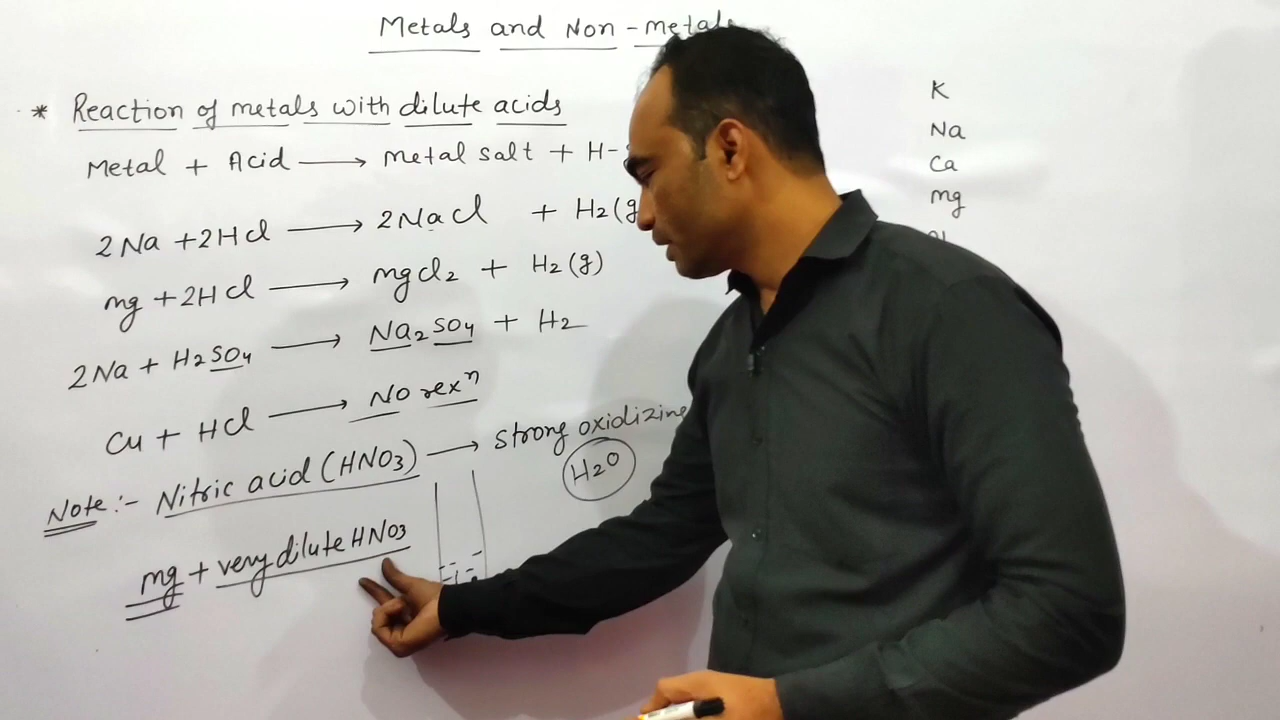 Metals and Non-metals
* Reaction of metals with dilute acids
Metal + Acid → metal salt + H-
2Na + 2HCl → 2NaCl + H2(g
mg + 2HCl → mgCl2 + H2(g)
2Na + H2SO4 → Na2SO4 + H2
Cu + HCl → NO rexⁿ
Note:- Nitric acid (HNO3) → strong oxidizine
H2O
mg + very dilute HNO3
K
Na
Ca
mg